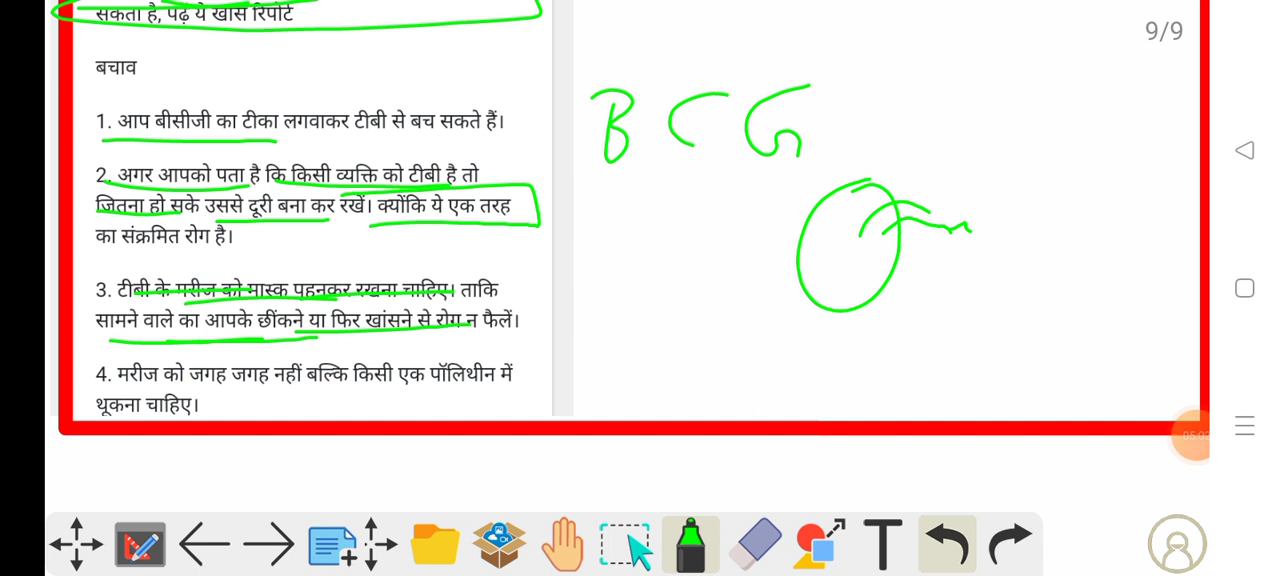 सकता है, पढ़ें ये खास रिपोर्ट
9/9
बचाव
BCG
1. आप बीसीजी का टीका लगवाकर टीबी से बच सकते हैं।
2. अगर आपको पता है कि किसी व्यक्ति को टीबी है तो
जितना हो सके उससे दूरी बना कर रखें। क्योंकि ये एक तरह
का संक्रमित रोग है।
3. टीबी के मरीज को मास्क पहनकर रखना चाहिए। ताकि
सामने वाले का आपके छींकने या फिर खांसने से रोग न फैलें।
4. मरीज को जगह जगह नहीं बल्कि किसी एक पॉलिथीन में
थूकना चाहिए।
T